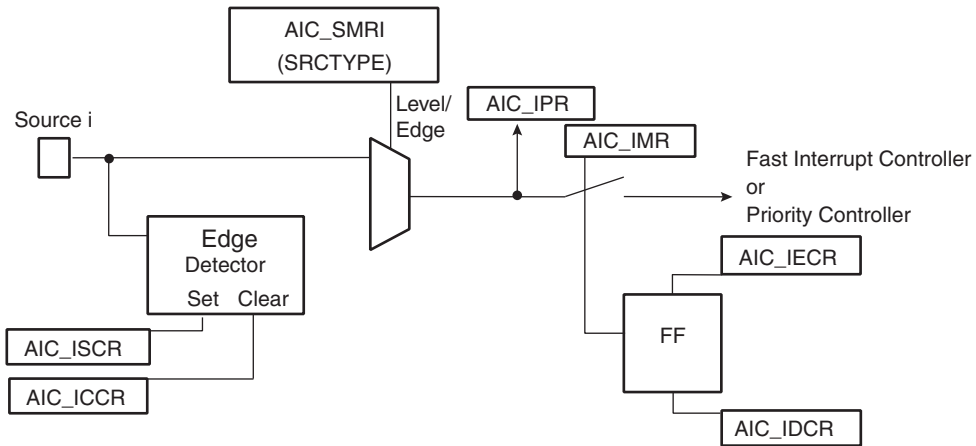 AIC_SMRI
(SRCTYPE)
Level/
Edge
AIC_IPR
Source i
AIC_IMR
Fast Interrupt Controller
or
Priority Controller
Edge
Detector
Set Clear
AIC_IECR
FF
AIC_ISCR
AIC_ICCR
AIC_IDCR